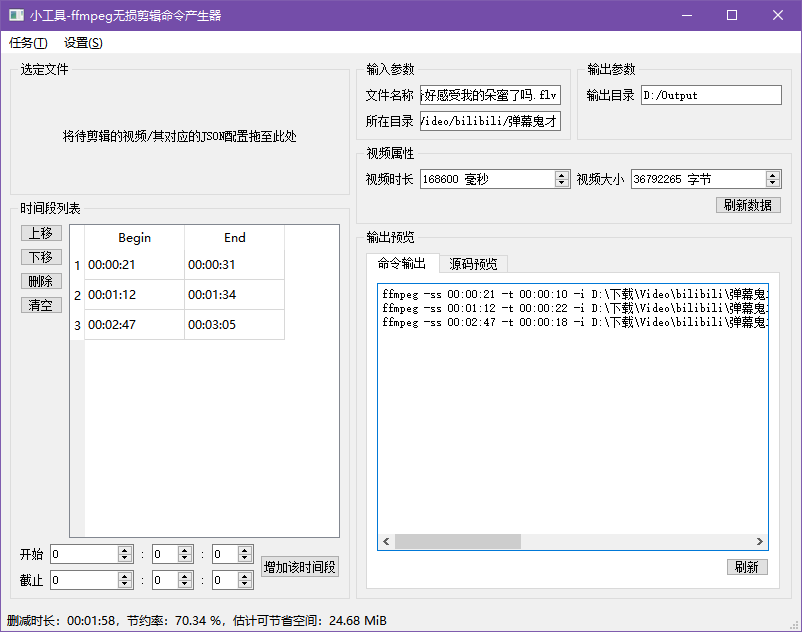 小工具-ffmpeg无损剪辑命令产生器
任务(T) 设置(S)
选定文件
将待剪辑的视频/其对应的JSON配置拖至此处
时间段列表
上移
下移
删除
清空
Begin End
1 00:00:21 00:00:31
2 00:01:12 00:01:34
3 00:02:47 00:03:05
开始 0 : 0 : 0
截止 0 : 0 : 0
增加该时间段
输入参数
文件名称 好感受我的朵蜜了吗.flv
所在目录 /ideo/bilibili/弹幕鬼才
输出参数
输出目录 D:/Output
视频属性
视频时长 168600 毫秒 视频大小 36792265 字节
刷新数据
输出预览
命令输出 源码预览
ffmpeg -ss 00:00:21 -t 00:00:10 -i D:\下载\Video\bilibili\弹幕鬼
ffmpeg -ss 00:01:12 -t 00:00:22 -i D:\下载\Video\bilibili\弹幕鬼
ffmpeg -ss 00:02:47 -t 00:00:18 -i D:\下载\Video\bilibili\弹幕鬼
刷新
删减时长：00:01:58，节约率：70.34 %，估计可节省空间：24.68 MiB